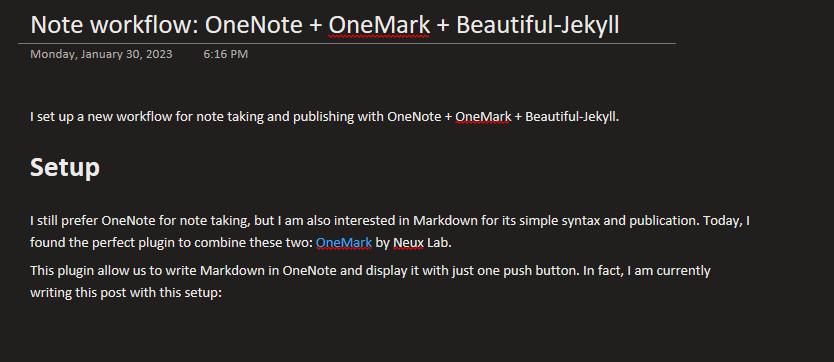 Note workflow: OneNote + OneMark + Beautiful-Jekyll
Monday, January 30, 2023 6:16 PM
I set up a new workflow for note taking and publishing with OneNote + OneMark + Beautiful-Jekyll.
Setup
I still prefer OneNote for note taking, but I am also interested in Markdown for its simple syntax and publication. Today, I
found the perfect plugin to combine these two: OneMark by Neux Lab.
This plugin allow us to write Markdown in OneNote and display it with just one push button. In fact, I am currently
writing this post with this setup: